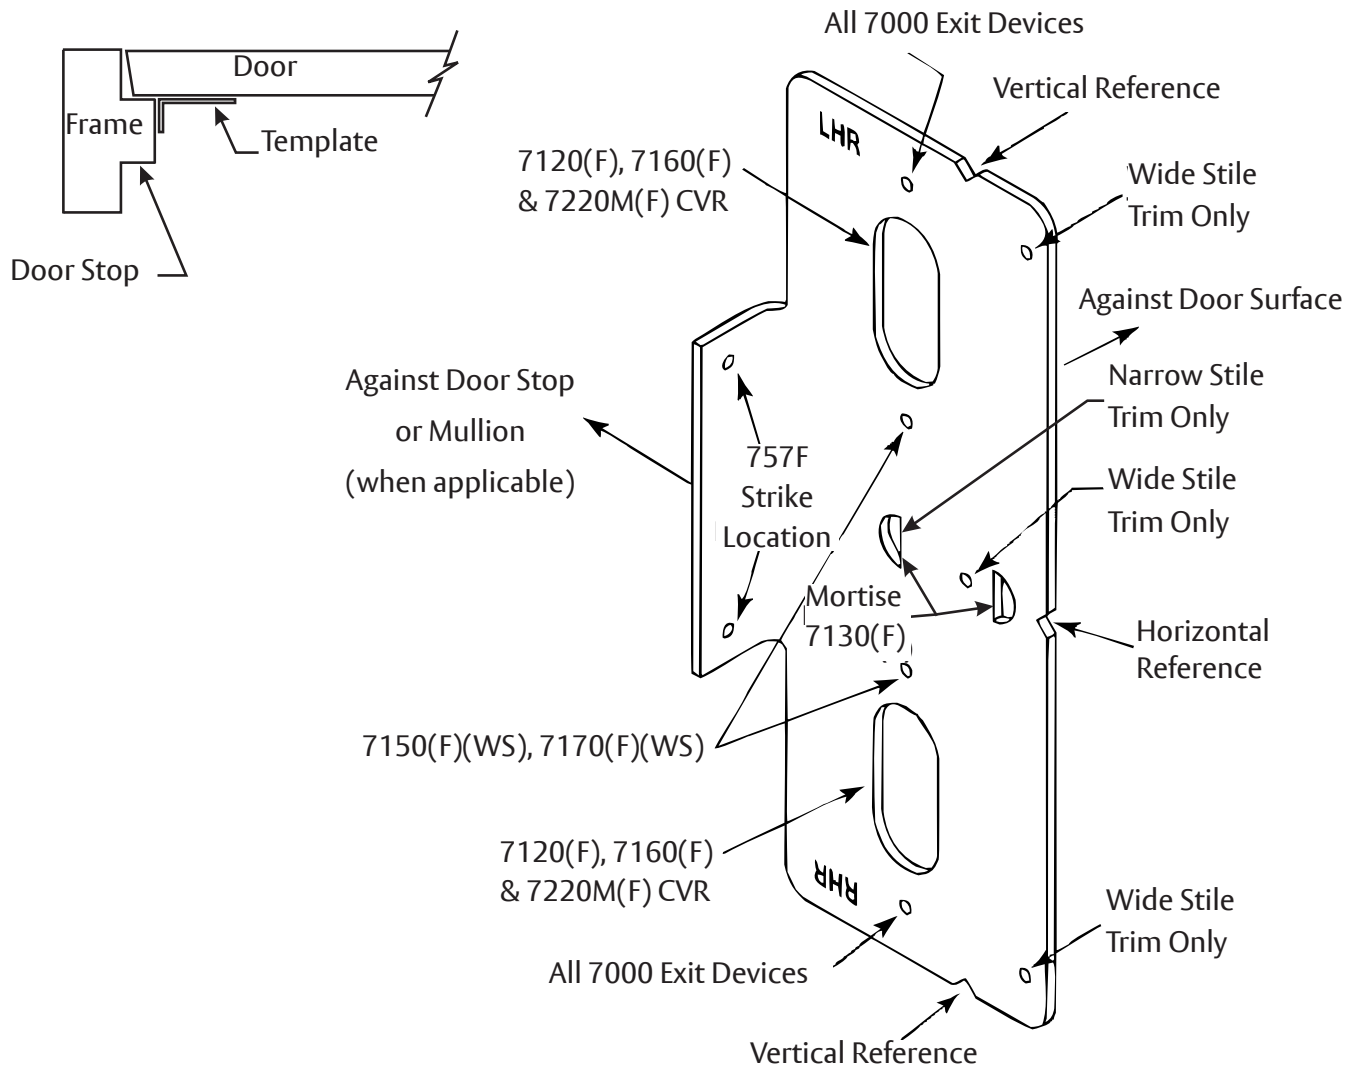 All 7000 Exit Devices
Door
Vertical Reference
Frame
Template
LHR
7120(F), 7160(F)
& 7220M(F) CVR
Wide Stile
Trim Only
Door Stop
Against Door Surface
Against Door Stop
or Mullion
(when applicable)
Narrow Stile
Trim Only
757F
Strike
Location
Wide Stile
Trim Only
Mortise
7130(F)
Horizontal
Reference
7150(F)(WS), 7170(F)(WS)
7120(F), 7160(F)
& 7220M(F) CVR
RHR
Wide Stile
Trim Only
All 7000 Exit Devices
Vertical Reference